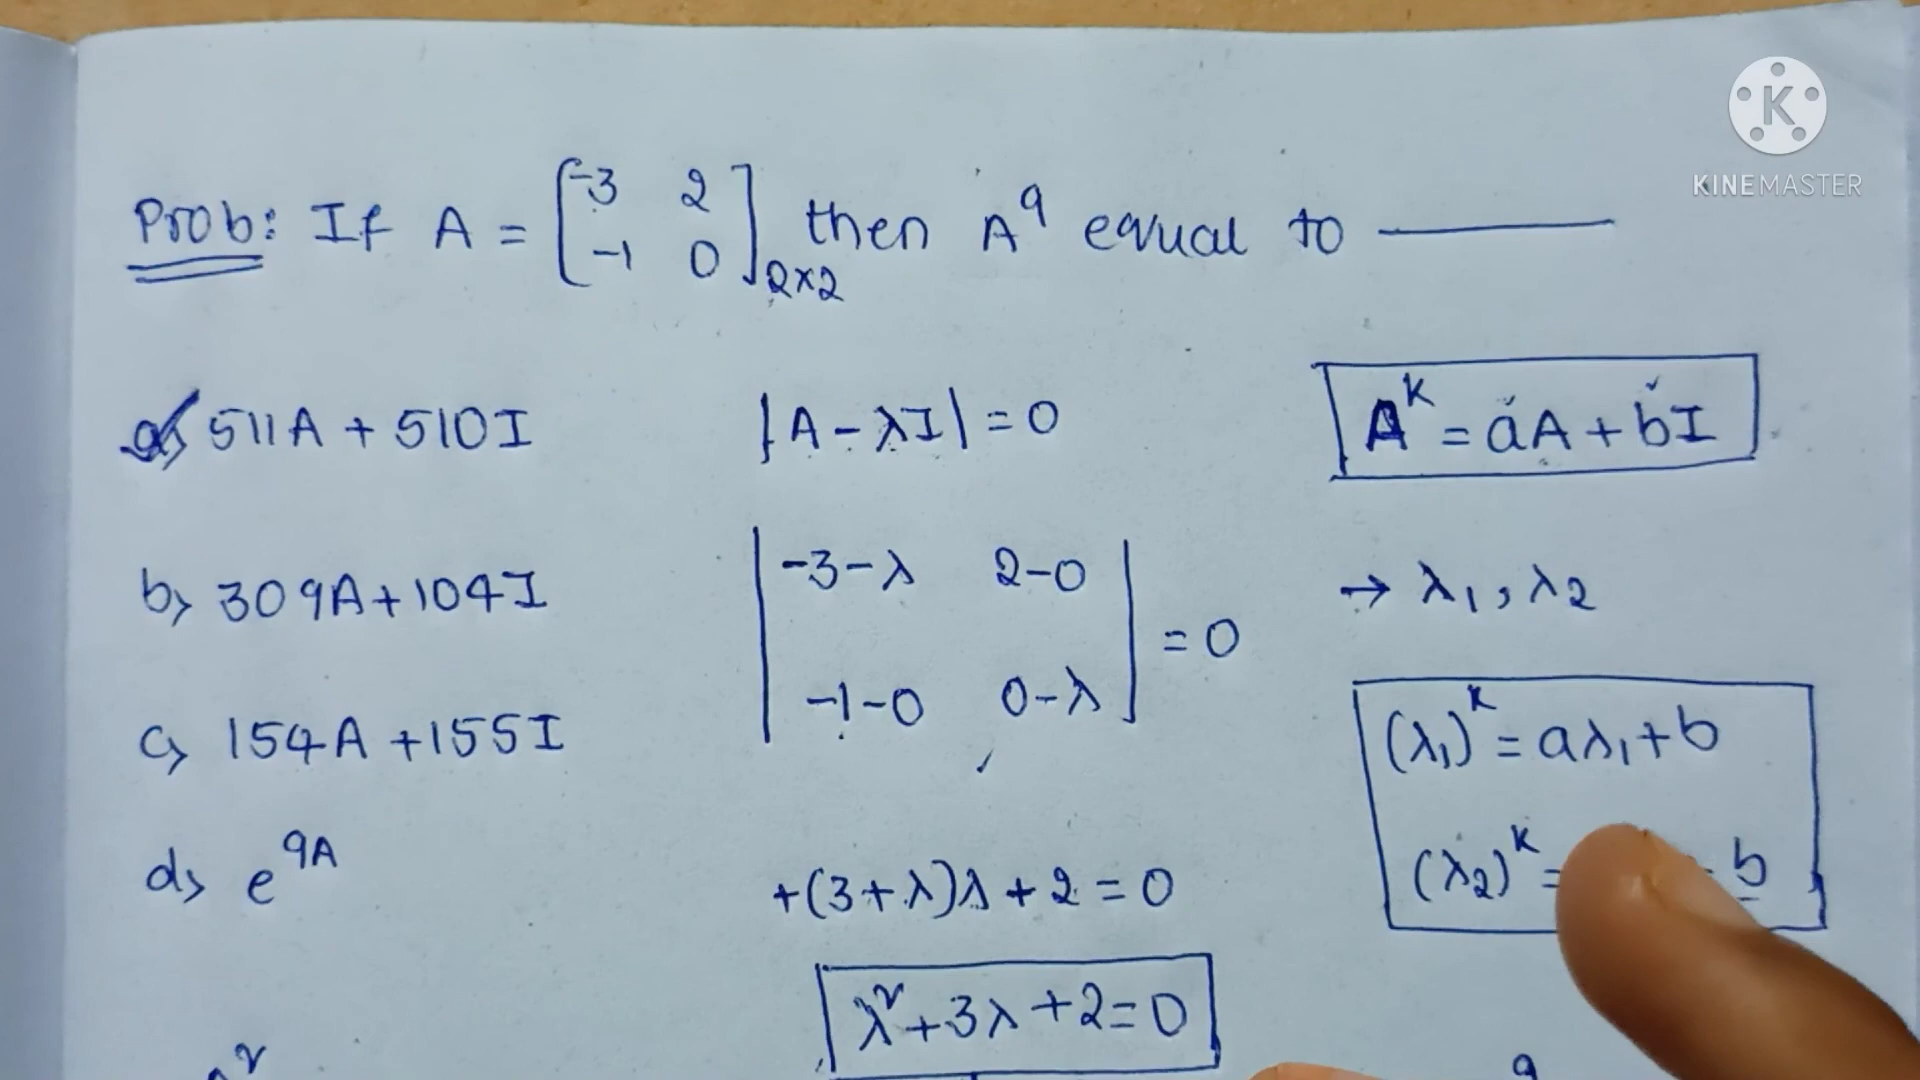 KINEMASTER
Prob: If A = [-3 2 -1 0]2×2 then A^9 equal to ———
a) 511A + 510I
b) 309A + 104I
c) 154A + 155I
d) e^9A
|A - λI| = 0
|-3-λ 2-0
-1-0 0-λ| = 0
+(3+λ)λ + 2 = 0
λ² + 3λ + 2 = 0
A^K = aA + bI
→ λ1, λ2
(λ1)^K = aλ1 + b
(λ2)^K = b